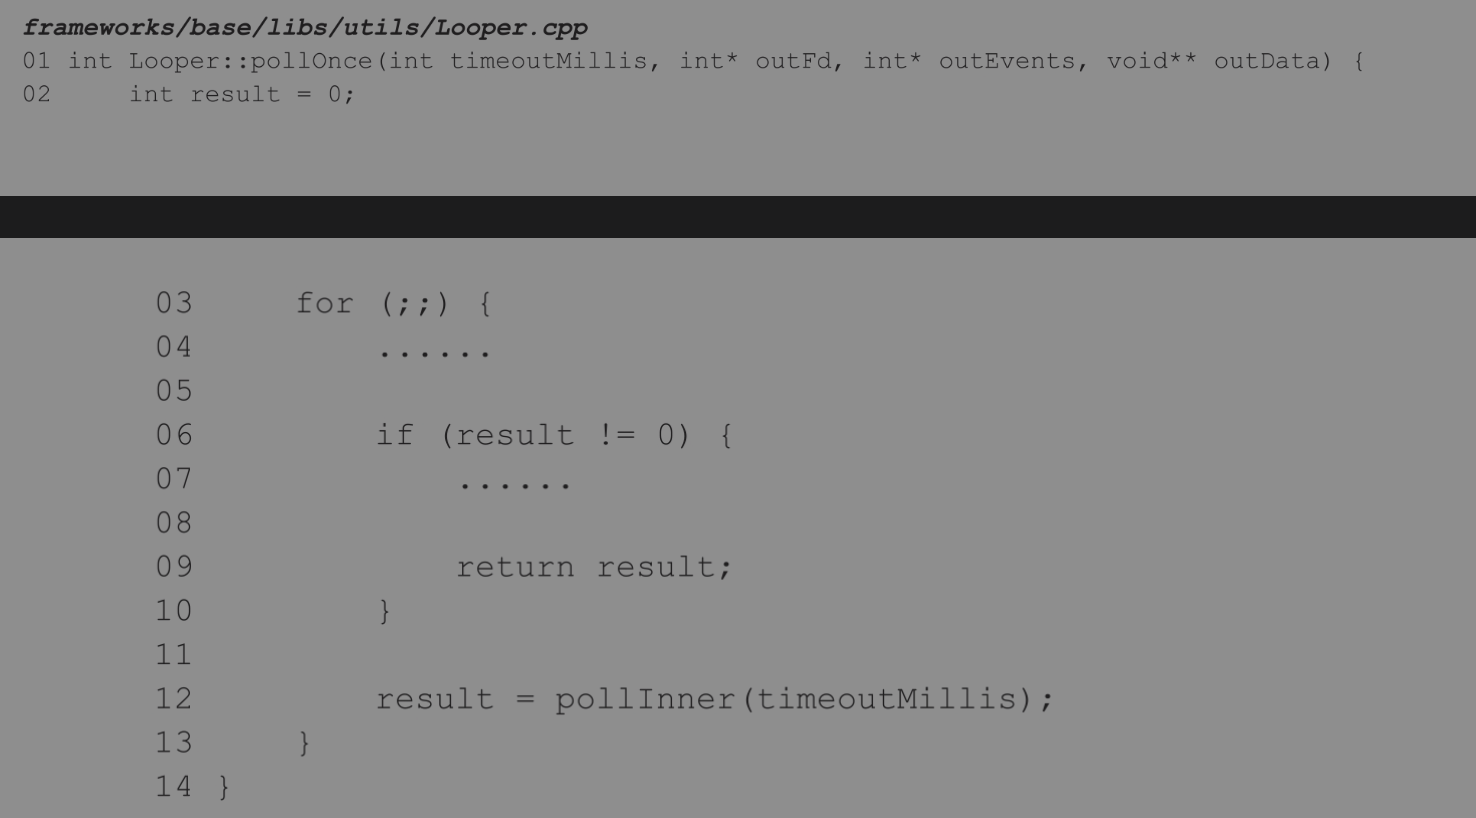 frameworks/base/libs/utils/Looper.cpp
01 int Looper::pollOnce(int timeoutMillis, int* outFd, int* outEvents, void** outData) {
02     int result = 0;
03     for (;;) {
04         ......
05
06         if (result != 0) {
07             ......
08
09             return result;
10         }
11
12         result = pollInner(timeoutMillis);
13     }
14 }